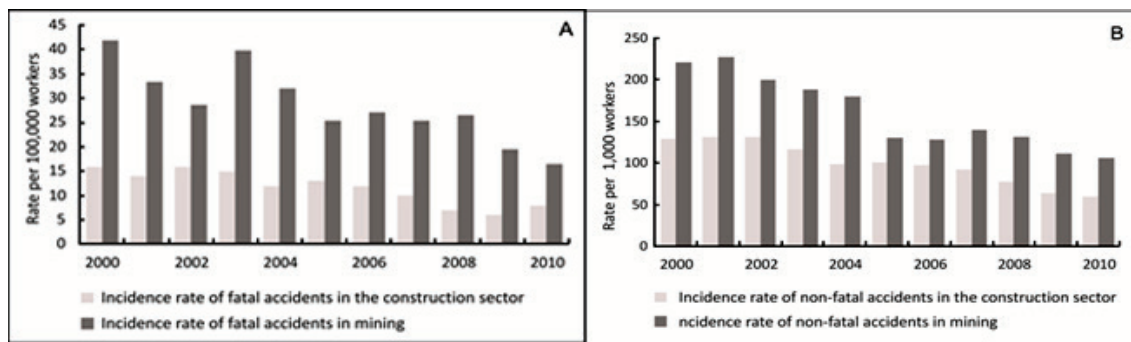 A
45
40
35
30
25
20
15
10
5
0
Rate per 100,000 workers
2000 2002 2004 2006 2008 2010
Incidence rate of fatal accidents in the construction sector
Incidence rate of fatal accidents in mining
B
250
200
150
100
50
0
Rate per 1,000 workers
2000 2002 2004 2006 2008 2010
Incidence rate of non-fatal accidents in the construction sector
ncidence rate of non-fatal accidents in mining